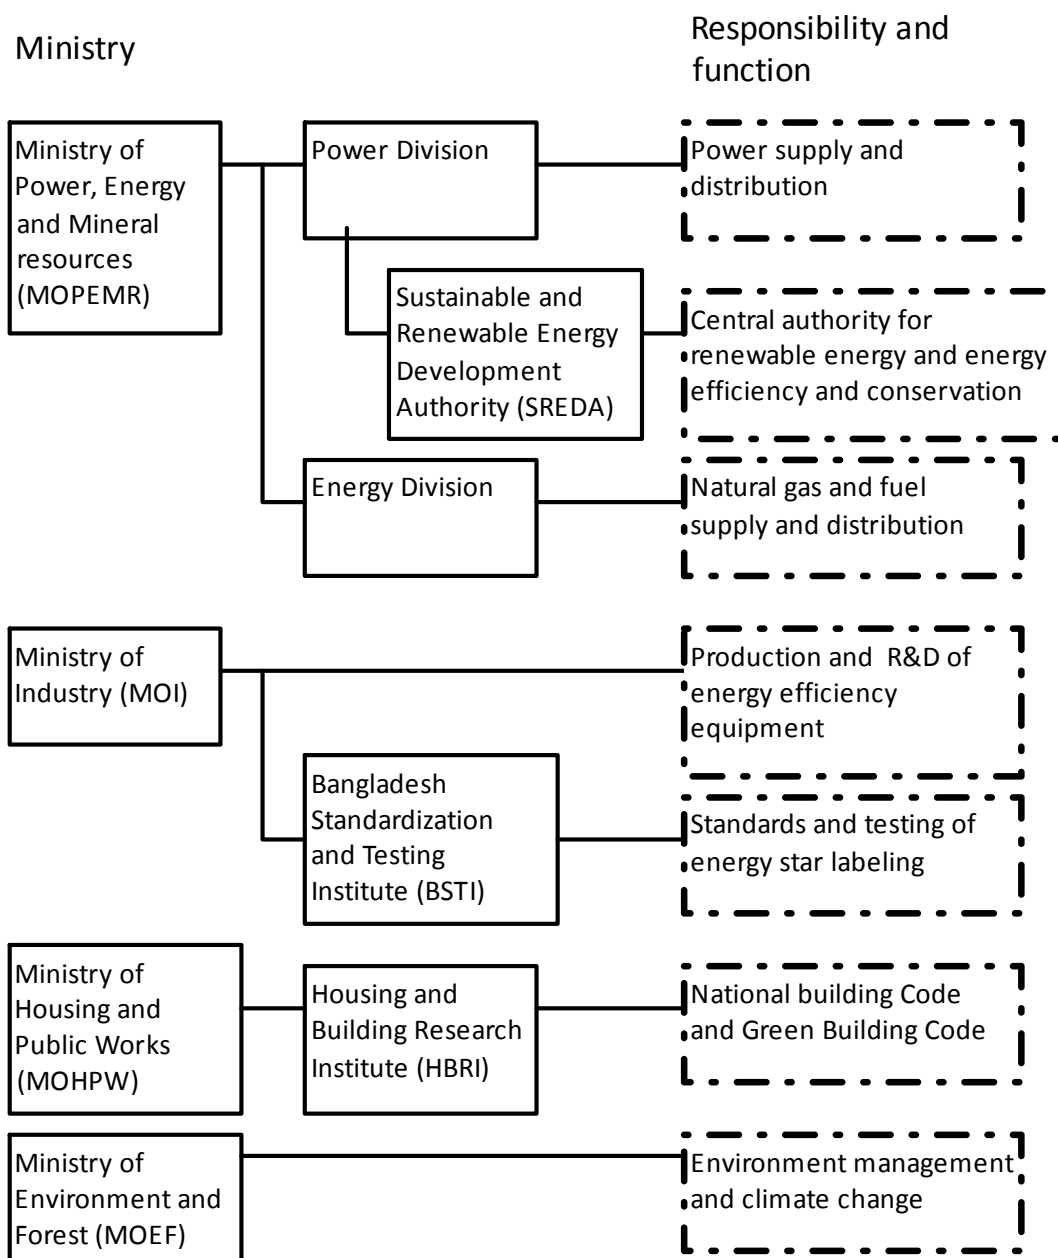 Ministry
Responsibility and
function
Ministry of
Power, Energy
and Mineral
resources
(MOPEMR)
Power Division
Power supply and
distribution
Sustainable and
Renewable Energy
Development
Authority (SREDA)
Central authority for
renewable energy and energy
efficiency and conservation
Energy Division
Natural gas and fuel
supply and distribution
Ministry of
Industry (MOI)
Production and R&D of
energy efficiency
equipment
Bangladesh
Standardization
and Testing
Institute (BSTI)
Standards and testing of
energy star labeling
Ministry of
Housing and
Public Works
(MOHPW)
Housing and
Building Research
Institute (HBRI)
National building Code
and Green Building Code
Ministry of
Environment and
Forest (MOEF)
Environment management
and climate change